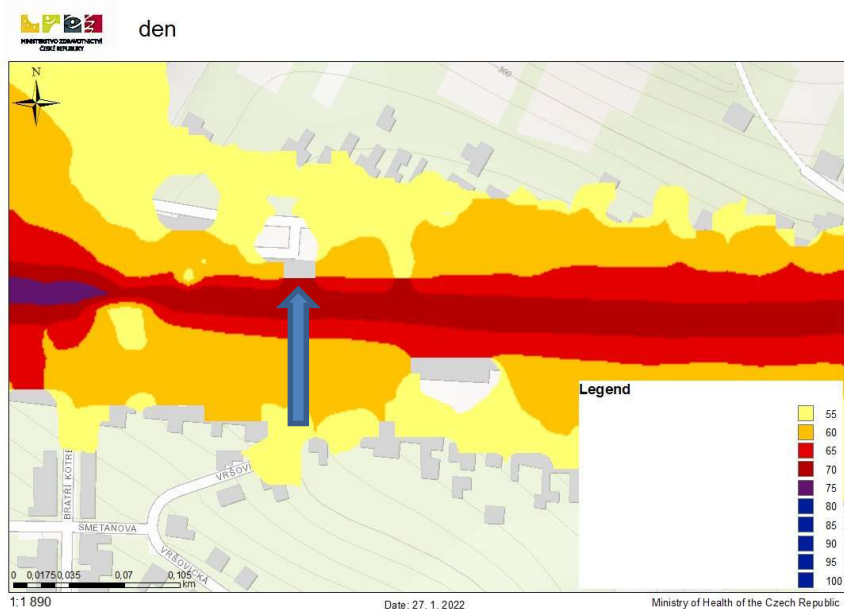 MINISTERSTVO ZDRAVOTNICTVÍ
ČESKÉ REPUBLIKY
den
N
300
BRATŘÍ KOTRE
SMETANOVA
VRŠOVI
VRŠOVICKÁ
Legend
55
60
65
70
75
80
85
90
95
100
0 0,0175 0,035 0,07 0,105
km
1:1 890
Date: 27. 1. 2022
Ministry of Health of the Czech Republic